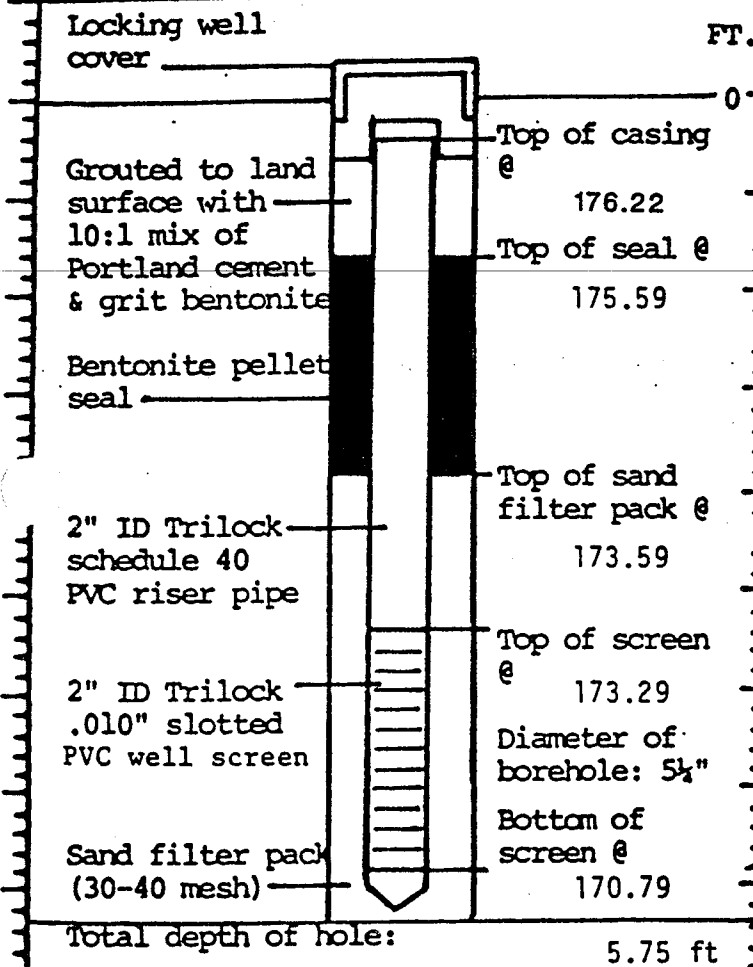 Locking well
cover
FT.
0
Top of casing
@
176.22
Grouted to land
surface with
10:1 mix of
Portland cement
& grit bentonite
Top of seal @
175.59
Bentonite pellet
seal
Top of sand
filter pack @
173.59
2" ID Trilock
schedule 40
PVC riser pipe
Top of screen
@
173.29
2" ID Trilock
.010" slotted
PVC well screen
Diameter of
borehole: 5¼"
Bottom of
screen @
170.79
Sand filter pack
(30-40 mesh)
Total depth of hole:
5.75 ft